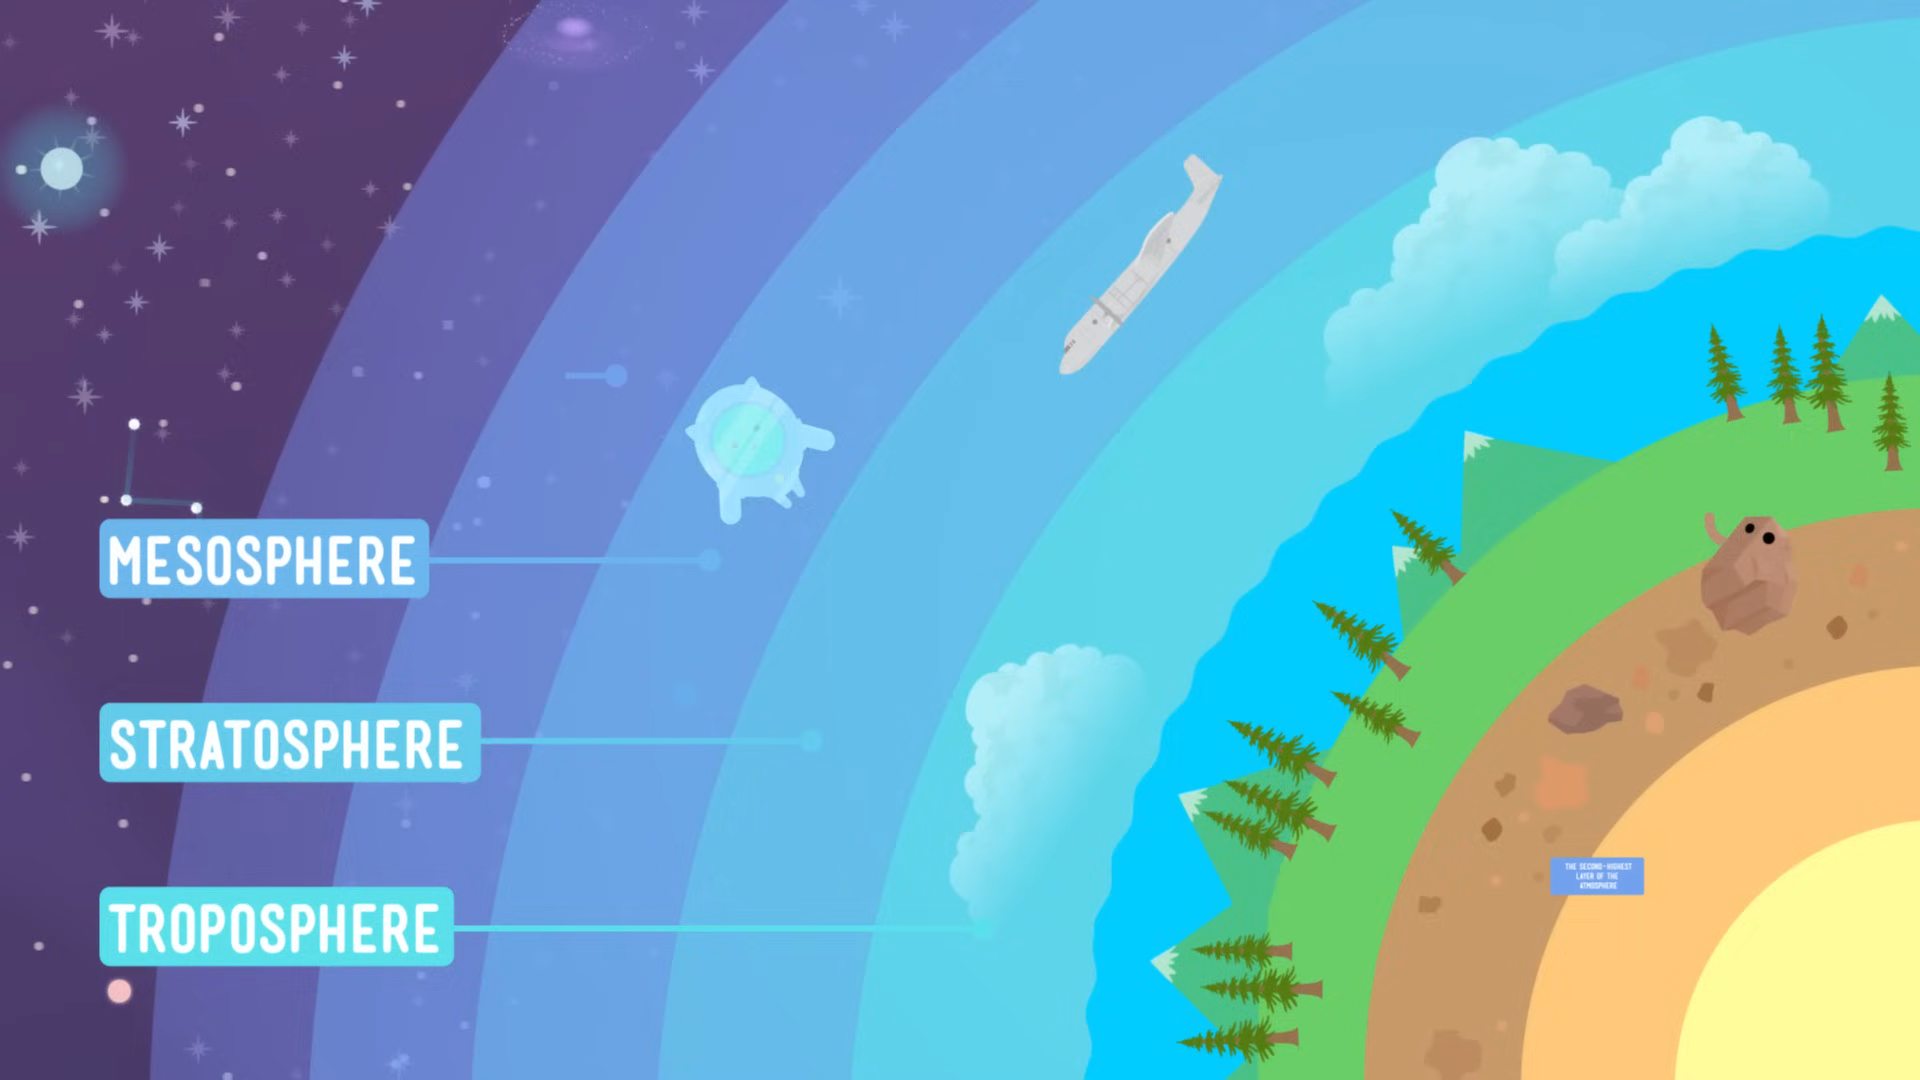 MESOSPHERE
STRATOSPHERE
TROPOSPHERE
THE SECOND-HIGHEST
LAYER OF THE
ATMOSPHERE